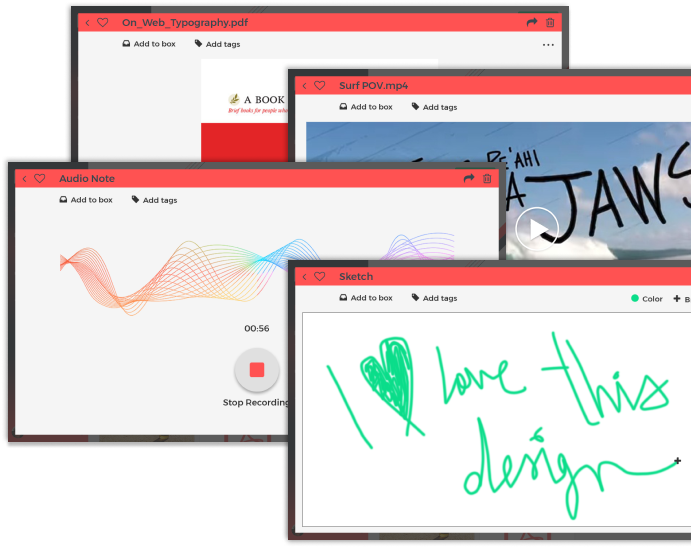 On_Web_Typography.pdf
Add to box Add tags
A BOOK
Brief books for people who
Surf POV.mp4
Add to box Add tags
PE'AHI
JAWS
Audio Note
Add to box Add tags
00:56
Stop Recording
Sketch
Add to box Add tags
Color B
I love this
design